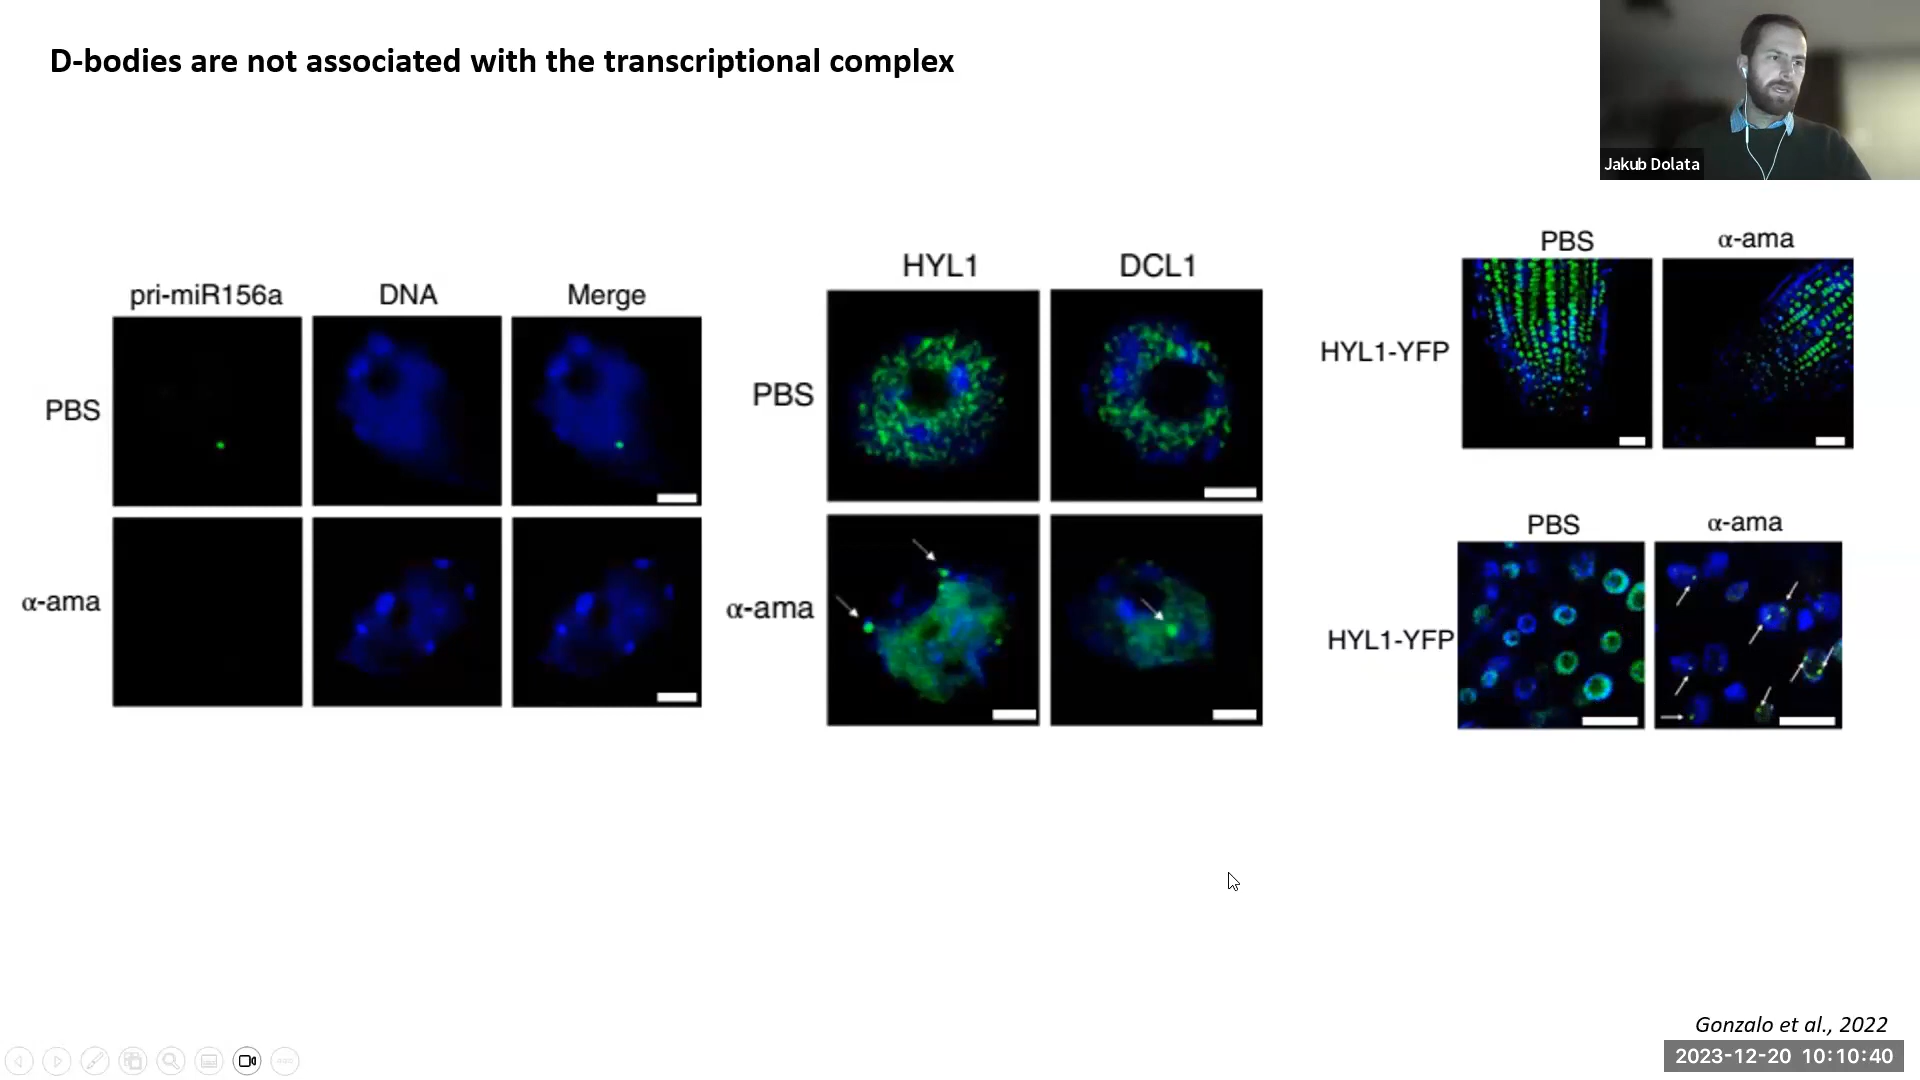 D-bodies are not associated with the transcriptional complex
Jakub Dolata
pri-miR156a DNA Merge
PBS
α-ama
HYL1 DCL1
PBS
α-ama
PBS α-ama
HYL1-YFP
PBS α-ama
HYL1-YFP
Gonzalo et al., 2022
2023-12-20 10:10:40